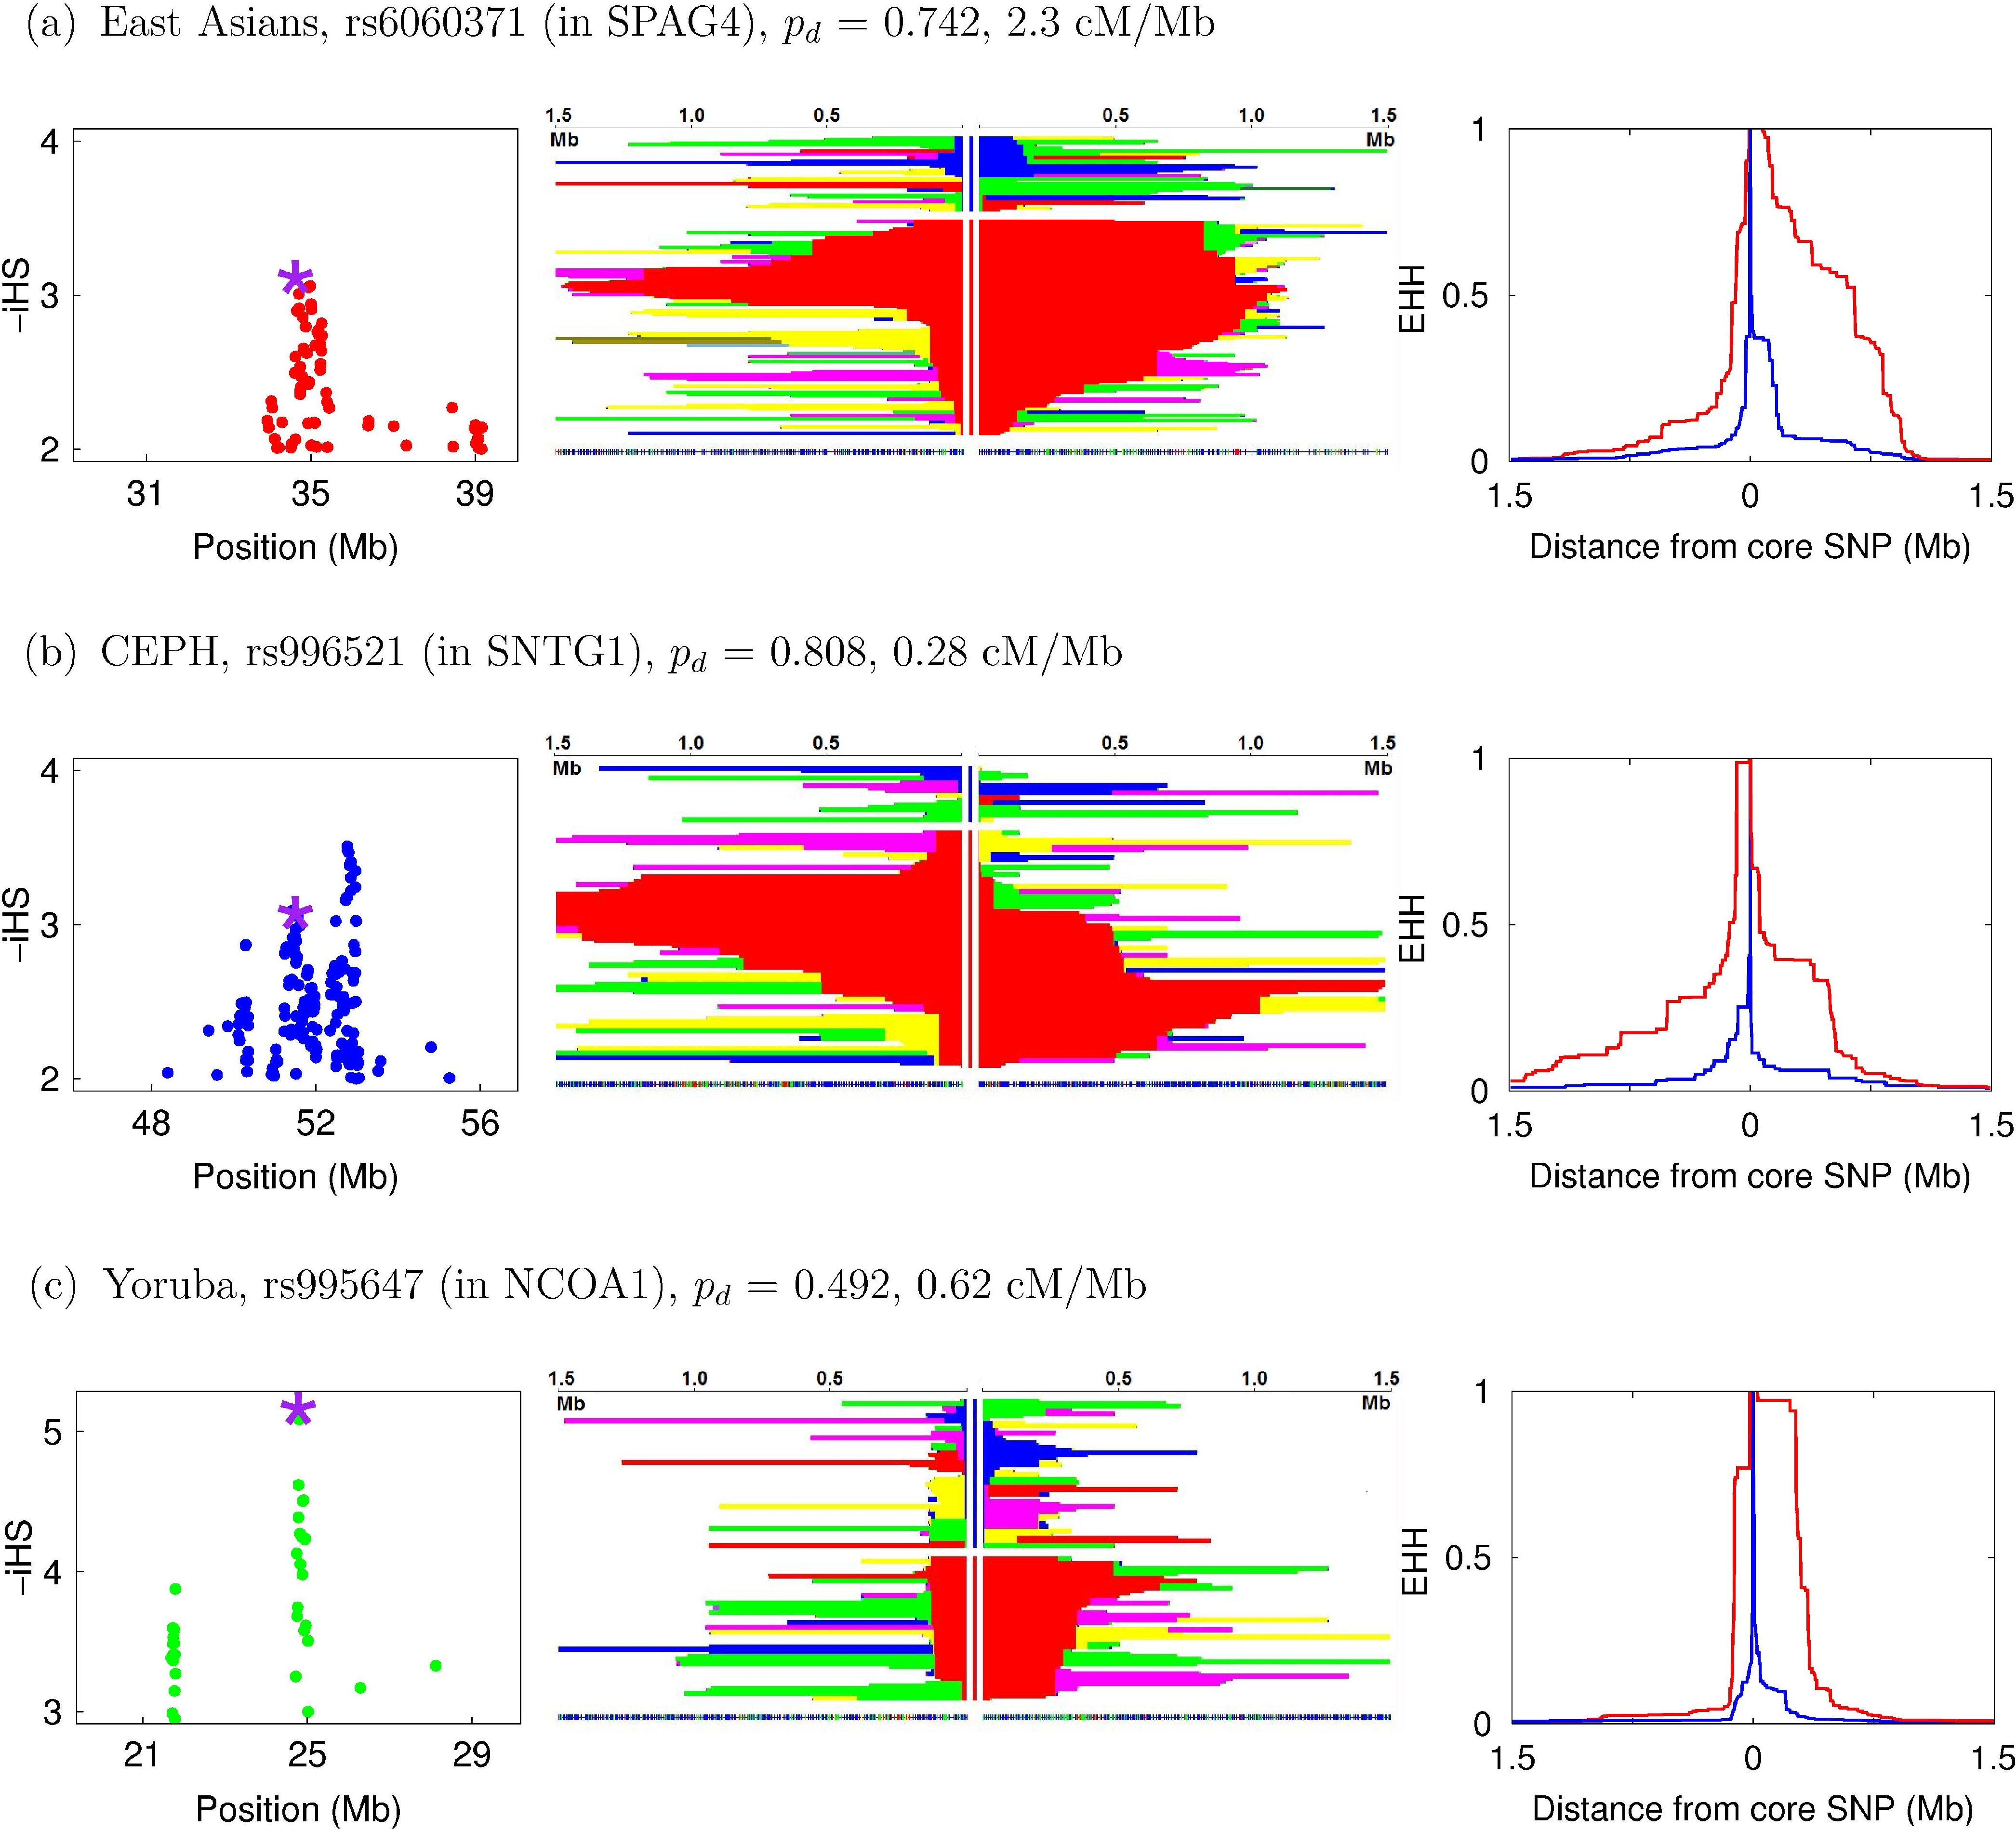 (a) East Asians, rs6060371 (in SPAG4), p_d = 0.742, 2.3 cM/Mb
1.5 1.0 0.5 0.5 1.0 1.5
Mb Mb
4
3
2
-iHS
31 35 39
Position (Mb)
1
0.5
0
EHH
1.5 0 1.5
Distance from core SNP (Mb)
(b) CEPH, rs996521 (in SNTG1), p_d = 0.808, 0.28 cM/Mb
1.5 1.0 0.5 0.5 1.0 1.5
Mb Mb
4
3
2
-iHS
48 52 56
Position (Mb)
1
0.5
0
EHH
1.5 0 1.5
Distance from core SNP (Mb)
(c) Yoruba, rs995647 (in NCOA1), p_d = 0.492, 0.62 cM/Mb
1.5 1.0 0.5 0.5 1.0 1.5
Mb Mb
5
4
3
-iHS
21 25 29
Position (Mb)
1
0.5
0
EHH
1.5 0 1.5
Distance from core SNP (Mb)